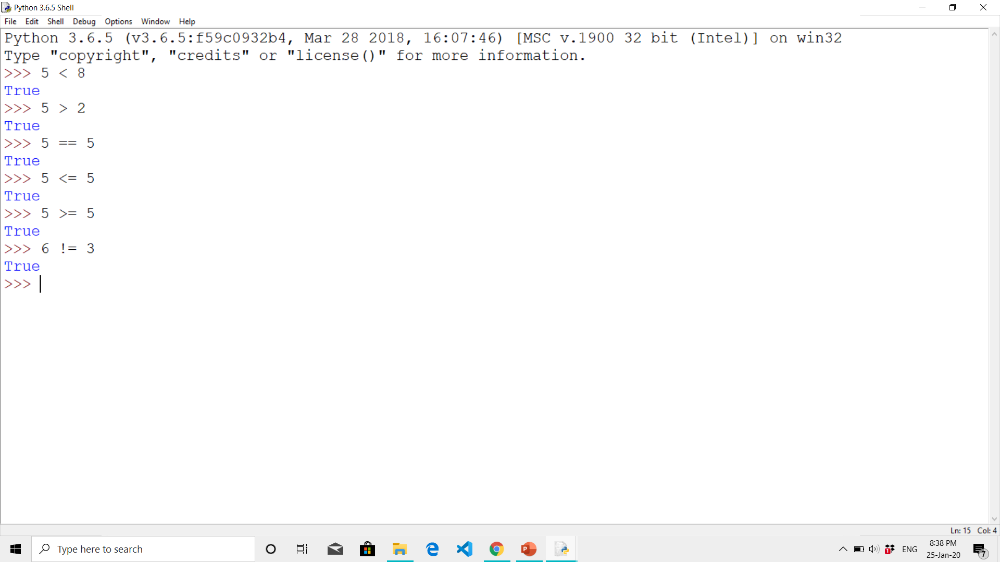 Python 3.6.5 Shell
File Edit Shell Debug Options Window Help
Python 3.6.5 (v3.6.5:f59c0932b4, Mar 28 2018, 16:07:46) [MSC v.1900 32 bit (Intel)] on win32
Type "copyright", "credits" or "license()" for more information.
>>> 5 < 8
True
>>> 5 > 2
True
>>> 5 == 5
True
>>> 5 <= 5
True
>>> 5 >= 5
True
>>> 6 != 3
True
>>>
Ln: 15 Col: 4
Type here to search
P
1
ENG
8:38 PM
25-Jan-20
7